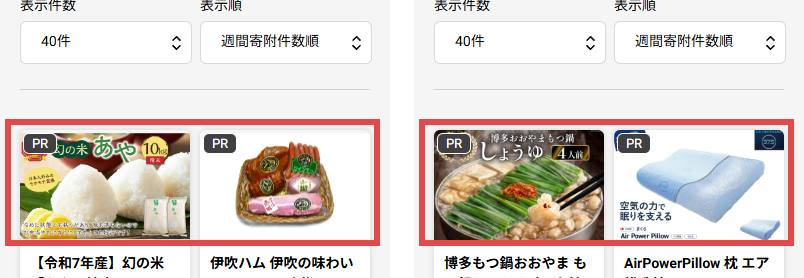 表示件数
表示順
40件
週間寄附件数順
PR
幻の米 あや
10kg
PR
【令和7年産】幻の米
伊吹ハム 伊吹の味わい
表示件数
表示順
40件
週間寄附件数順
PR
博多おおやまもつ鍋
しょうゆ
4人前
PR
空気の力で
眠りを支える
Air Power Pillow
博多もつ鍋おおやま も
AirPowerPillow 枕 エア